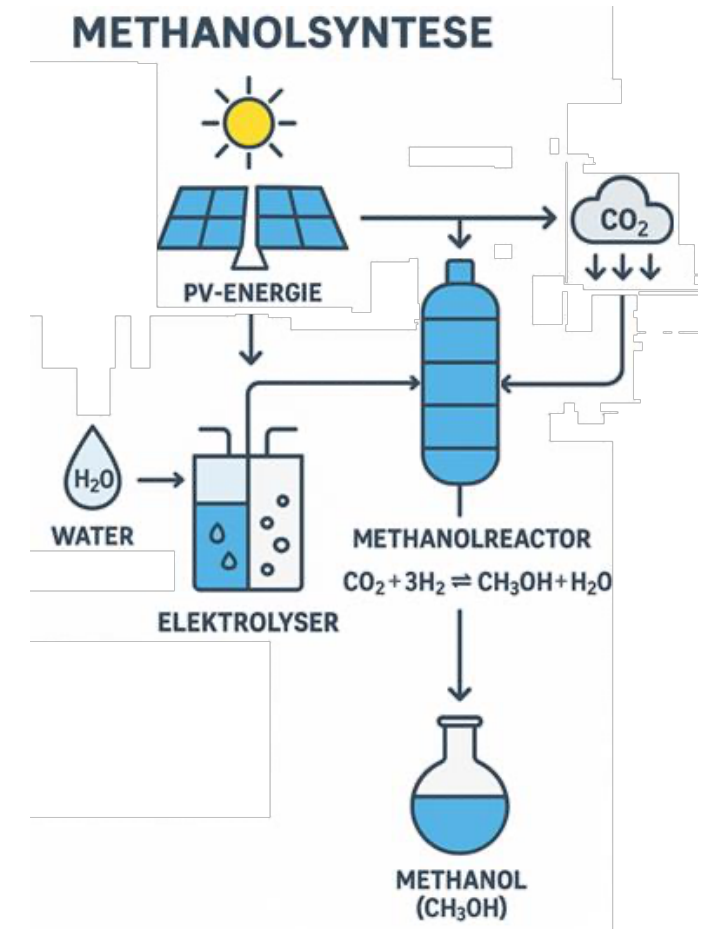 METHANOLSYNTESE
CO₂
PV-ENERGIE
H₂O
WATER
METHANOLREACTOR
CO₂+3H₂⇌CH₃OH+H₂O
ELEKTROLYSER
METHANOL
(CH₃OH)